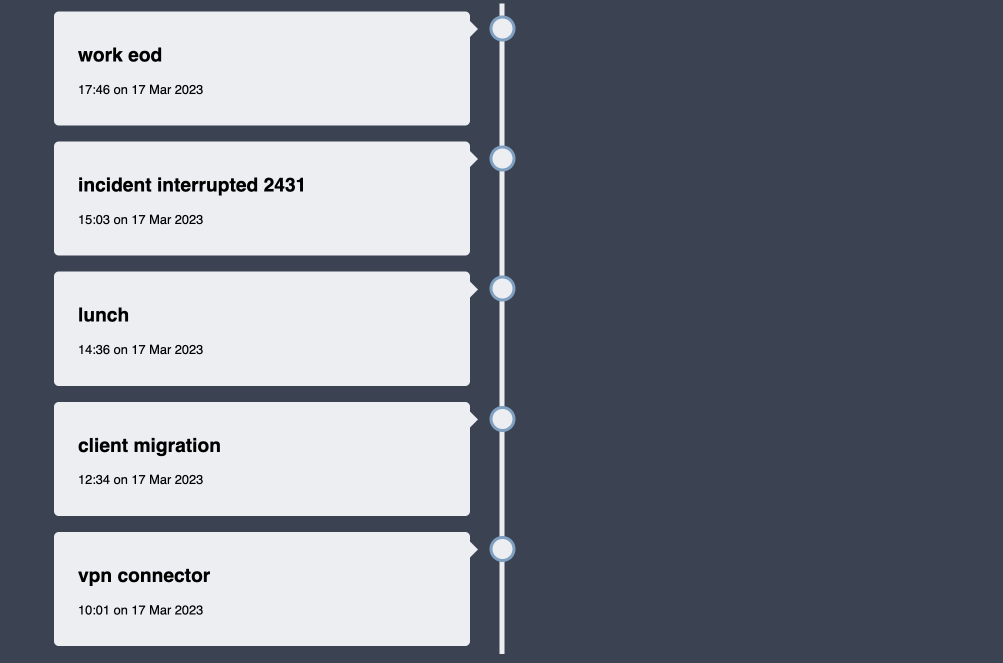 work eod
17:46 on 17 Mar 2023
incident interrupted 2431
15:03 on 17 Mar 2023
lunch
14:36 on 17 Mar 2023
client migration
12:34 on 17 Mar 2023
vpn connector
10:01 on 17 Mar 2023